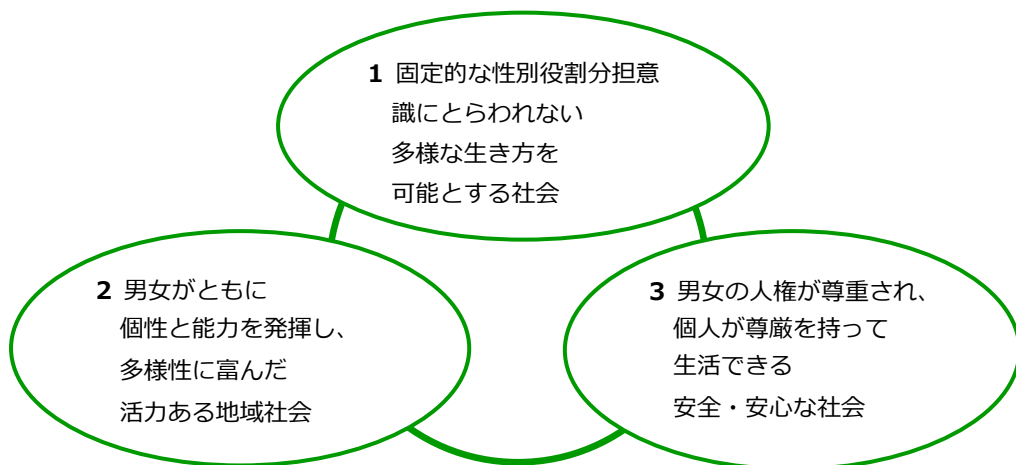 1 固定的な性別役割分担意
識にとらわれない
多様な生き方を
可能とする社会
2 男女がともに
個性と能力を発揮し、
多様性に富んだ
活力ある地域社会
3 男女の人権が尊重され、
個人が尊厳を持って
生活できる
安全・安心な社会